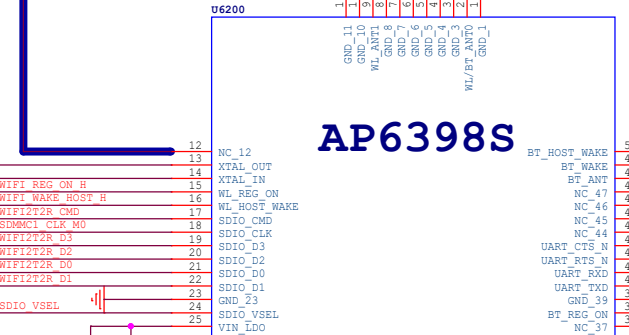 U6200
GND_11
GND_10
WL_ANT1
GND_8
GND_7
GND_6
GND_5
GND_4
GND_3
WL/BT_ANT0
GND_1
AP6398S
12 NC_12 BT_HOST_WAKE
13 XTAL_OUT BT_WAKE
14 XTAL_IN BT_ANT
WIFI_REG_ON_H 15 WL_REG_ON NC_47
WIFI_WAKE_HOST_H 16 WL_HOST_WAKE NC_46
WIFI2T2R_CMD 17 SDIO_CMD NC_45
SDMMC1_CLK_M0 18 SDIO_CLK NC_44
WIFI2T2R_D3 19 SDIO_D3 UART_CTS_N
WIFI2T2R_D2 20 SDIO_D2 UART_RTS_N
WIFI2T2R_D0 21 SDIO_D0 UART_RXD
WIFI2T2R_D1 22 SDIO_D1 UART_TXD
23 GND_23 GND_39
SDIO_VSEL 24 SDIO_VSEL BT_REG_ON
25 VIN_LDO NC_37